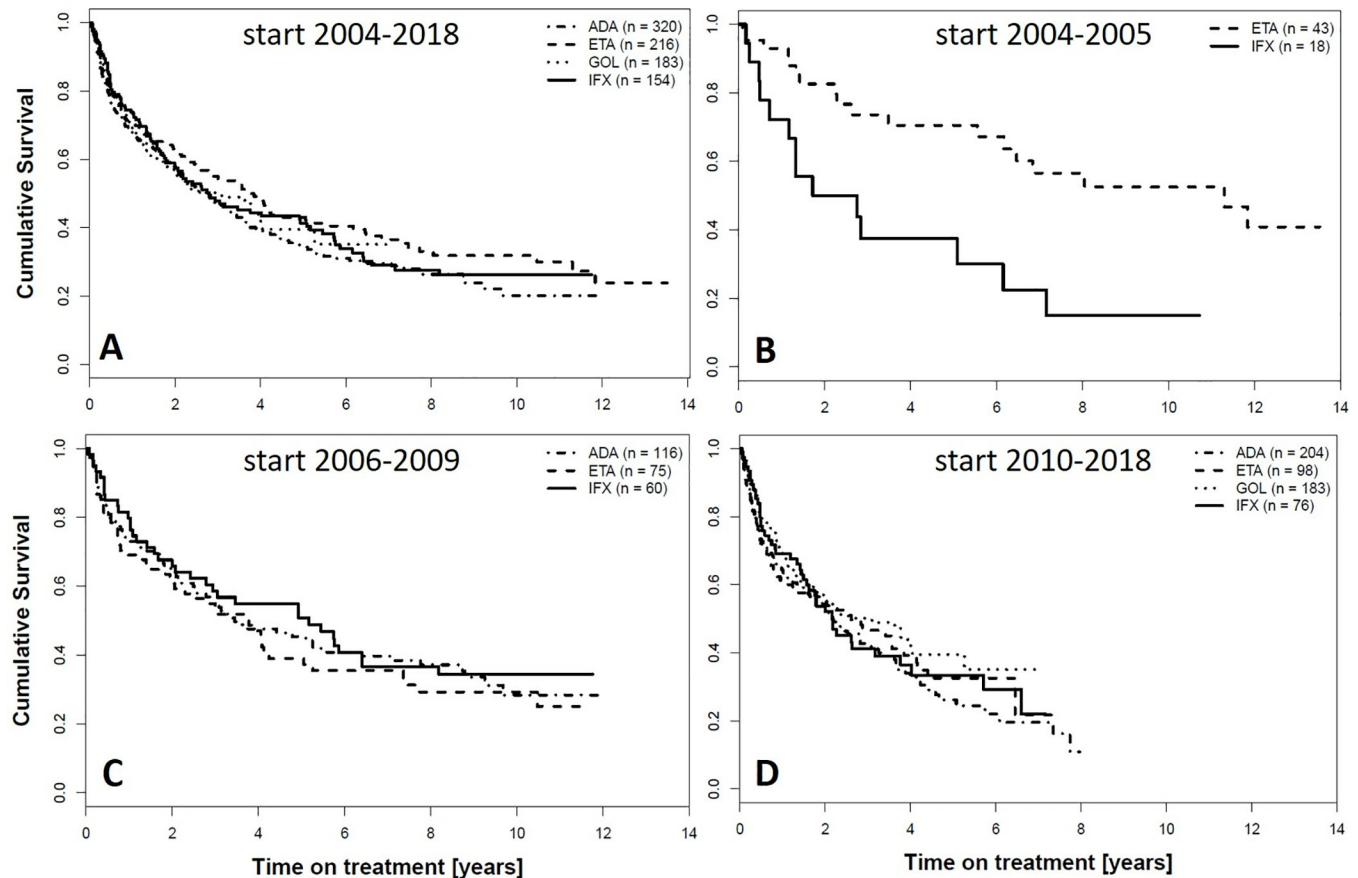 start 2004-2018
ADA (n = 320)
ETA (n = 216)
GOL (n = 183)
IFX (n = 154)
Cumulative Survival
1.0
0.8
0.6
0.4
0.2
0.0
A
0 2 4 6 8 10 12 14
start 2004-2005
ETA (n = 43)
IFX (n = 18)
1.0
0.8
0.6
0.4
0.2
0.0
B
0 2 4 6 8 10 12 14
start 2006-2009
ADA (n = 116)
ETA (n = 75)
IFX (n = 60)
Cumulative Survival
1.0
0.8
0.6
0.4
0.2
0.0
C
0 2 4 6 8 10 12 14
Time on treatment [years]
start 2010-2018
ADA (n = 204)
ETA (n = 98)
GOL (n = 183)
IFX (n = 76)
1.0
0.8
0.6
0.4
0.2
0.0
D
0 2 4 6 8 10 12 14
Time on treatment [years]